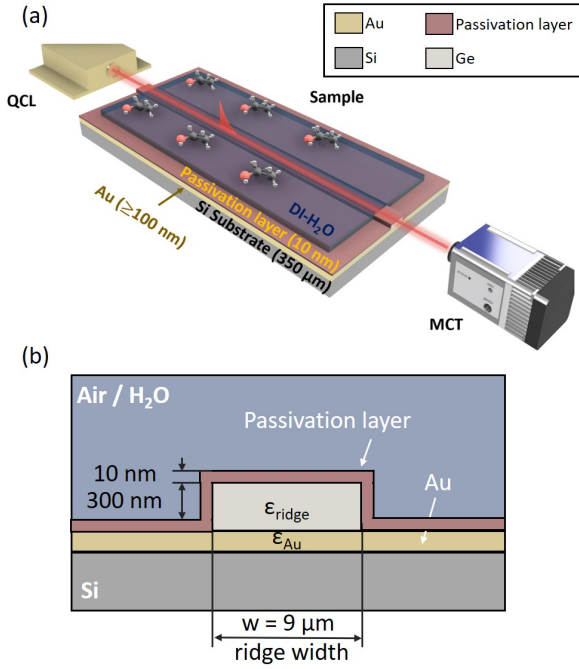 (a)
Au
Passivation layer
Si
Ge
QCL
Sample
DI-H₂O
Passivation layer (10 nm)
Au (≥100 nm)
Si Substrate (350 µm)
MCT
(b)
Air / H₂O
Passivation layer
10 nm
300 nm
Au
εridge
εAu
Si
w = 9 µm
ridge width